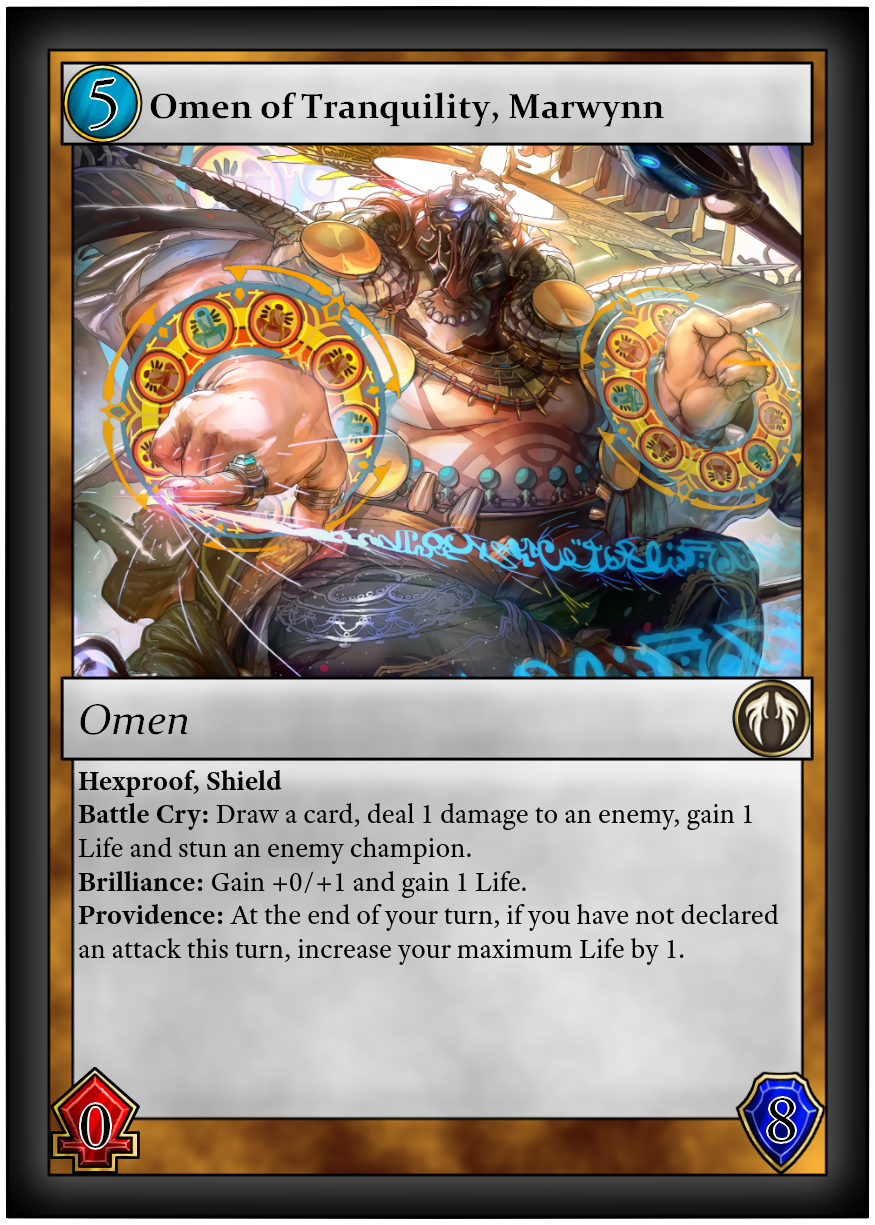 5
Omen of Tranquility, Marwynn
Omen
Hexproof, Shield
Battle Cry: Draw a card, deal 1 damage to an enemy, gain 1
Life and stun an enemy champion.
Brilliance: Gain +0/+1 and gain 1 Life.
Providence: At the end of your turn, if you have not declared
an attack this turn, increase your maximum Life by 1.
0
8